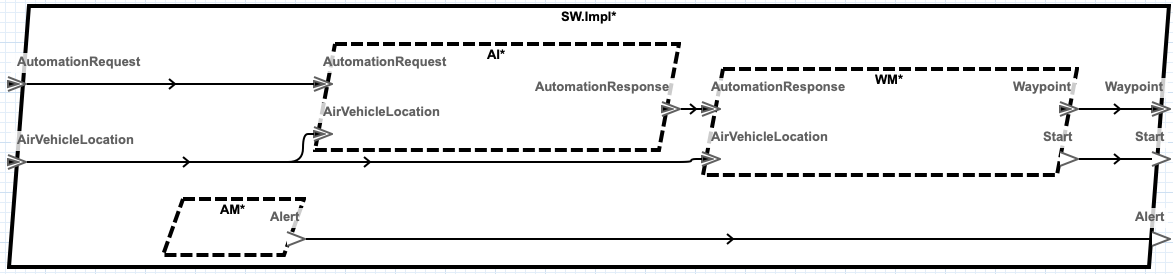 SW.Impl*
AutomationRequest
AirVehicleLocation
AI*
AutomationRequest
AirVehicleLocation
AutomationResponse
WM*
AutomationResponse
AirVehicleLocation
Waypoint
Start
Waypoint
Start
AM*
Alert
Alert